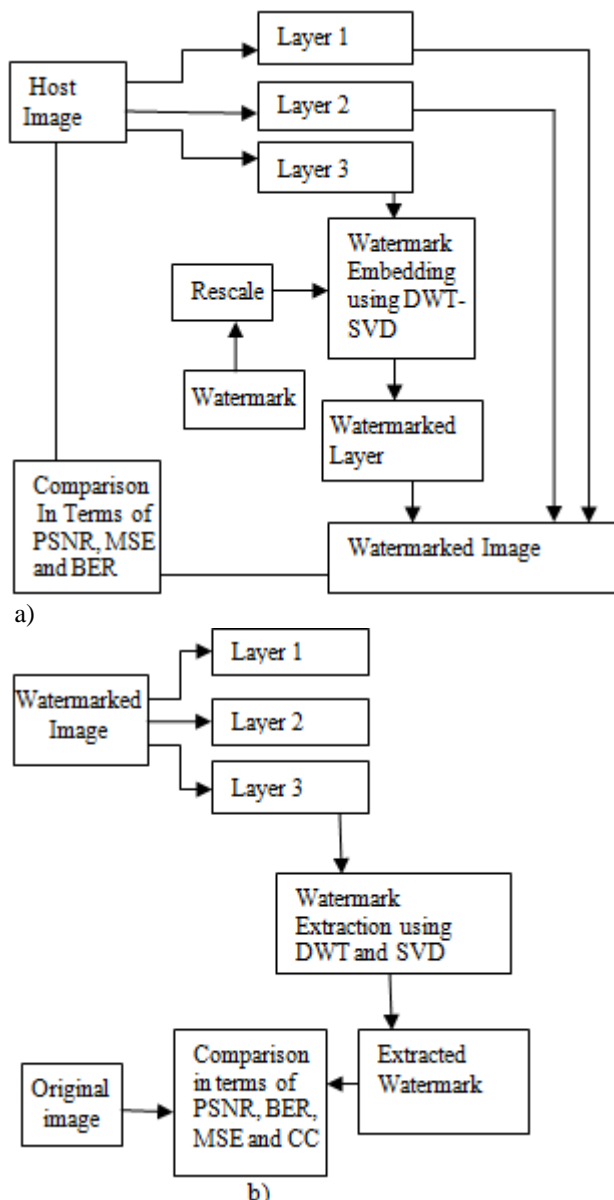 Layer 1
Host
Image
Layer 2
Layer 3
Watermark
Embedding
using DWT-
SVD
Rescale
Watermark
Watermarked
Layer
Comparison
In Terms of
PSNR, MSE
and BER
Watermarked Image
a)
Layer 1
Watermarked
Image
Layer 2
Layer 3
Watermark
Extraction using
DWT and SVD
Original
image
Comparison
in terms of
PSNR, BER,
MSE and CC
Extracted
Watermark
b)